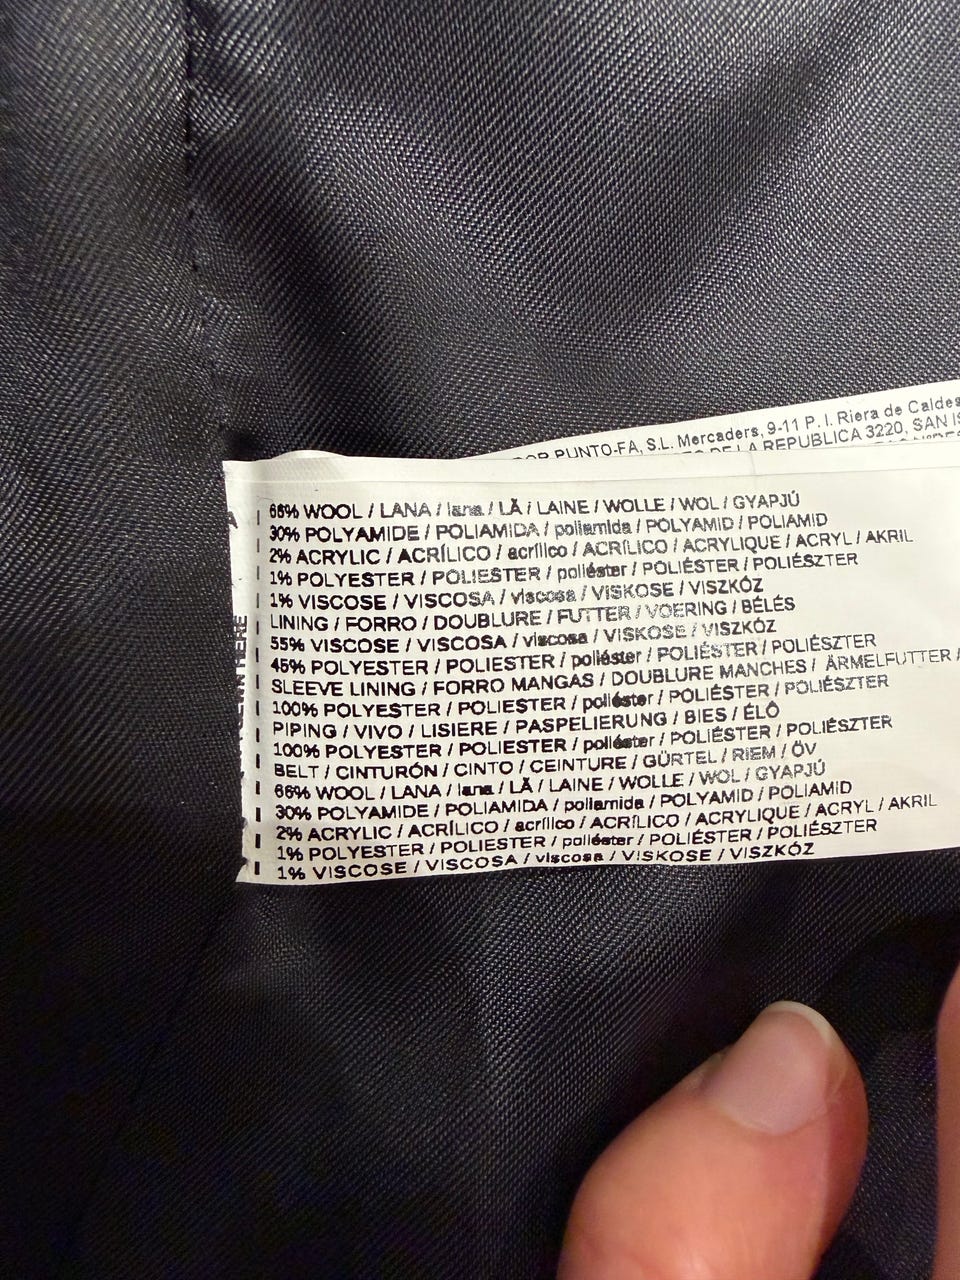 PUNTO-FA, S.L. Mercaders, 9-11 P. I. Riera de Caldes
DE LA REPUBLICA 3220, SAN
66% WOOL / LANA / lana / LÃ / LAINE / WOLLE / WOL / GYAPJÚ
30% POLYAMIDE / POLIAMIDA / poliamida / POLYAMID / POLIAMID
2% ACRYLIC / ACRÍLICO / acrílico / ACRÍLICO / ACRYLIQUE / ACRYL / AKRIL
1% POLYESTER / POLIESTER / poliéster / POLIÉSTER / POLIÉSZTER
1% VISCOSE / VISCOSA / viscosa / VISKOSE / VISZKÓZ
LINING / FORRO / DOUBLURE / FUTTER / VOERING / BÉLÉS
55% VISCOSE / VISCOSA / viscosa / VISKOSE / VISZKÓZ
45% POLYESTER / POLIESTER / poliéster / POLIÉSTER / POLIÉSZTER
SLEEVE LINING / FORRO MANGAS / DOUBLURE MANCHES / ÄRMELFUTTER /
100% POLYESTER / POLIESTER / poliéster / POLIÉSTER / POLIÉSZTER
PIPING / VIVO / LISIERE / PASPELIERUNG / BIES / ÉLÖ
100% POLYESTER / POLIESTER / poliéster / POLIÉSTER / POLIÉSZTER
BELT / CINTURÓN / CINTO / CEINTURE / GÜRTEL / RIEM / ÖV
66% WOOL / LANA / lana / LÃ / LAINE / WOLLE / WOL / GYAPJÚ
30% POLYAMIDE / POLIAMIDA / poliamida / POLYAMID / POLIAMID
2% ACRYLIC / ACRÍLICO / acrílico / ACRÍLICO / ACRYLIQUE / ACRYL / AKRIL
1% POLYESTER / POLIESTER / poliéster / POLIÉSTER / POLIÉSZTER
1% VISCOSE / VISCOSA / viscosa / VISKOSE / VISZKÓZ
HERE